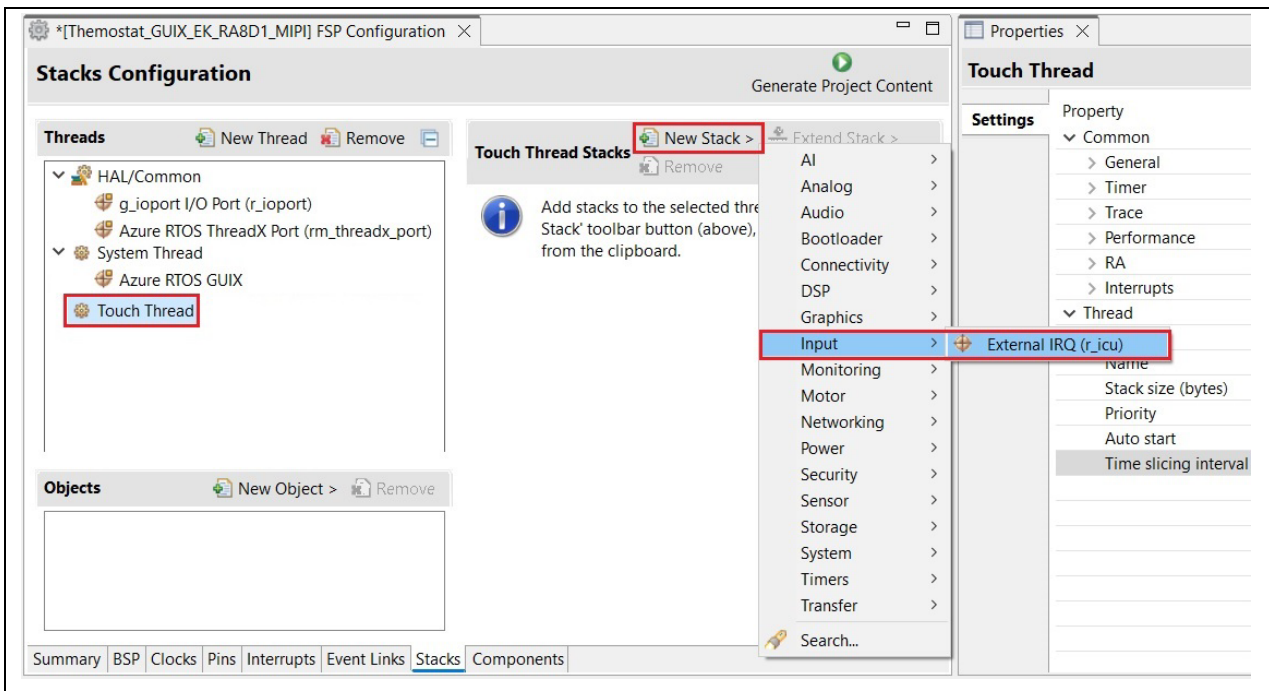 *[Themostat_GUIX_EK_RA8D1_MIPI] FSP Configuration
Stacks Configuration
Generate Project Content
Threads
New Thread
Remove
HAL/Common
g_ioport I/O Port (r_ioport)
Azure RTOS ThreadX Port (rm_threadx_port)
System Thread
Azure RTOS GUIX
Touch Thread
Objects
New Object >
Remove
Touch Thread Stacks
New Stack >
Extend Stack >
Remove
Add stacks to the selected thre
Stack' toolbar button (above),
from the clipboard.
AI
Analog
Audio
Bootloader
Connectivity
DSP
Graphics
Input
Monitoring
Motor
Networking
Power
Security
Sensor
Storage
System
Timers
Transfer
Search...
External IRQ (r_icu)
Summary BSP Clocks Pins Interrupts Event Links Stacks Components
Properties
Touch Thread
Settings
Property
Common
General
Timer
Trace
Performance
RA
Interrupts
Thread
Name
Stack size (bytes)
Priority
Auto start
Time slicing interval